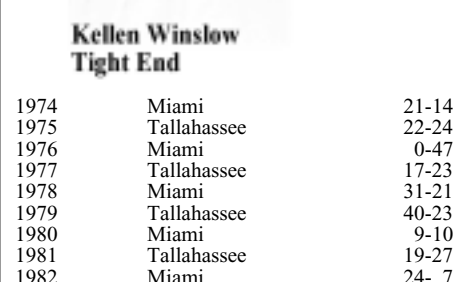 Kellen Winslow
Tight End
1974 Miami 21-14
1975 Tallahassee 22-24
1976 Miami 0-47
1977 Tallahassee 17-23
1978 Miami 31-21
1979 Tallahassee 40-23
1980 Miami 9-10
1981 Tallahassee 19-27
1982 Miami 24- 7